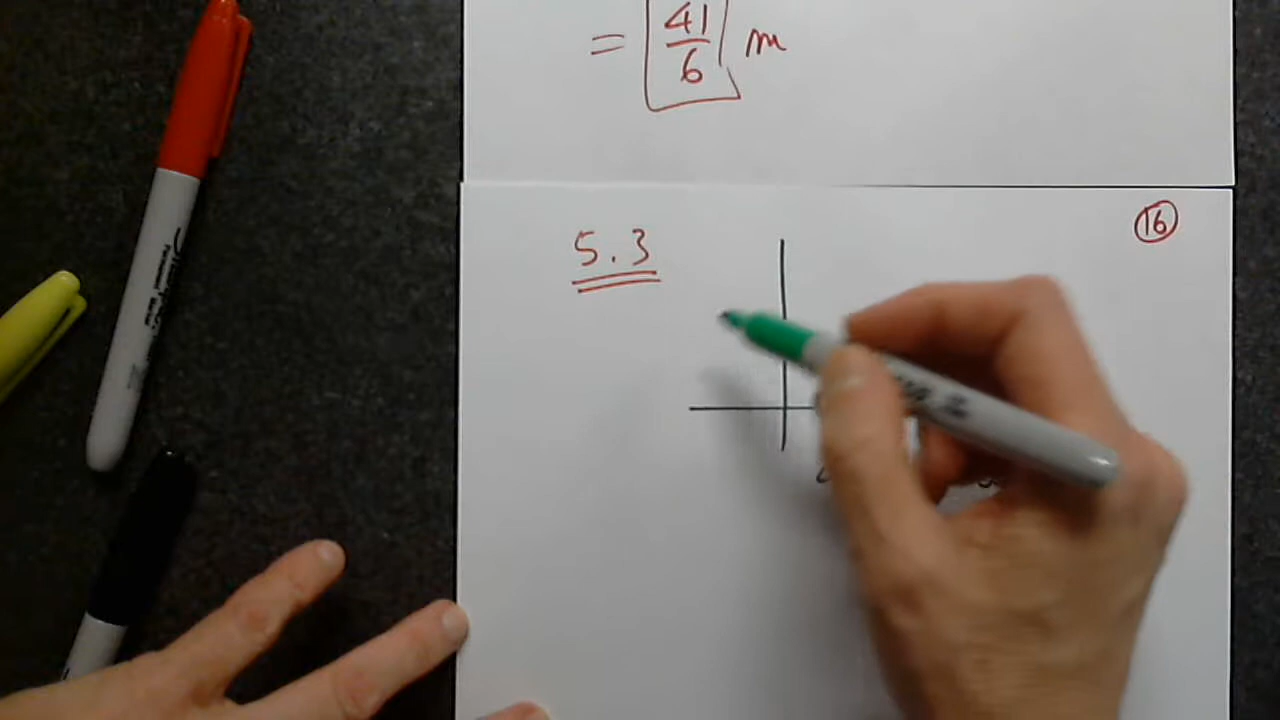 = 41/6 m
16
5.3